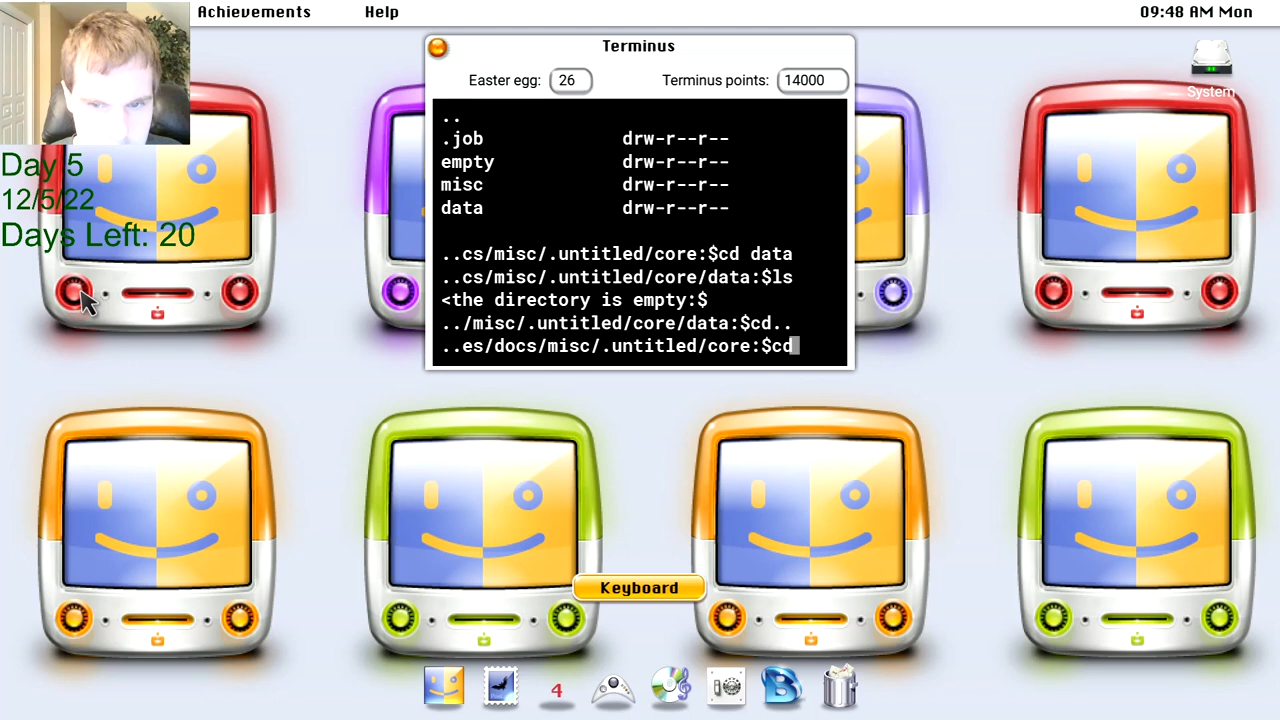 Achievements Help 09:48 AM Mon
Terminus
Easter egg: 26 Terminus points: 14000
System
..
.job drw-r--r--
empty drw-r--r--
misc drw-r--r--
data drw-r--r--
..cs/misc/.untitled/core:$cd data
..cs/misc/.untitled/core/data:$ls
<the directory is empty:$
../misc/.untitled/core/data:$cd..
..es/docs/misc/.untitled/core:$cd
Day 5
12/5/22
Days Left: 20
Keyboard
4
B